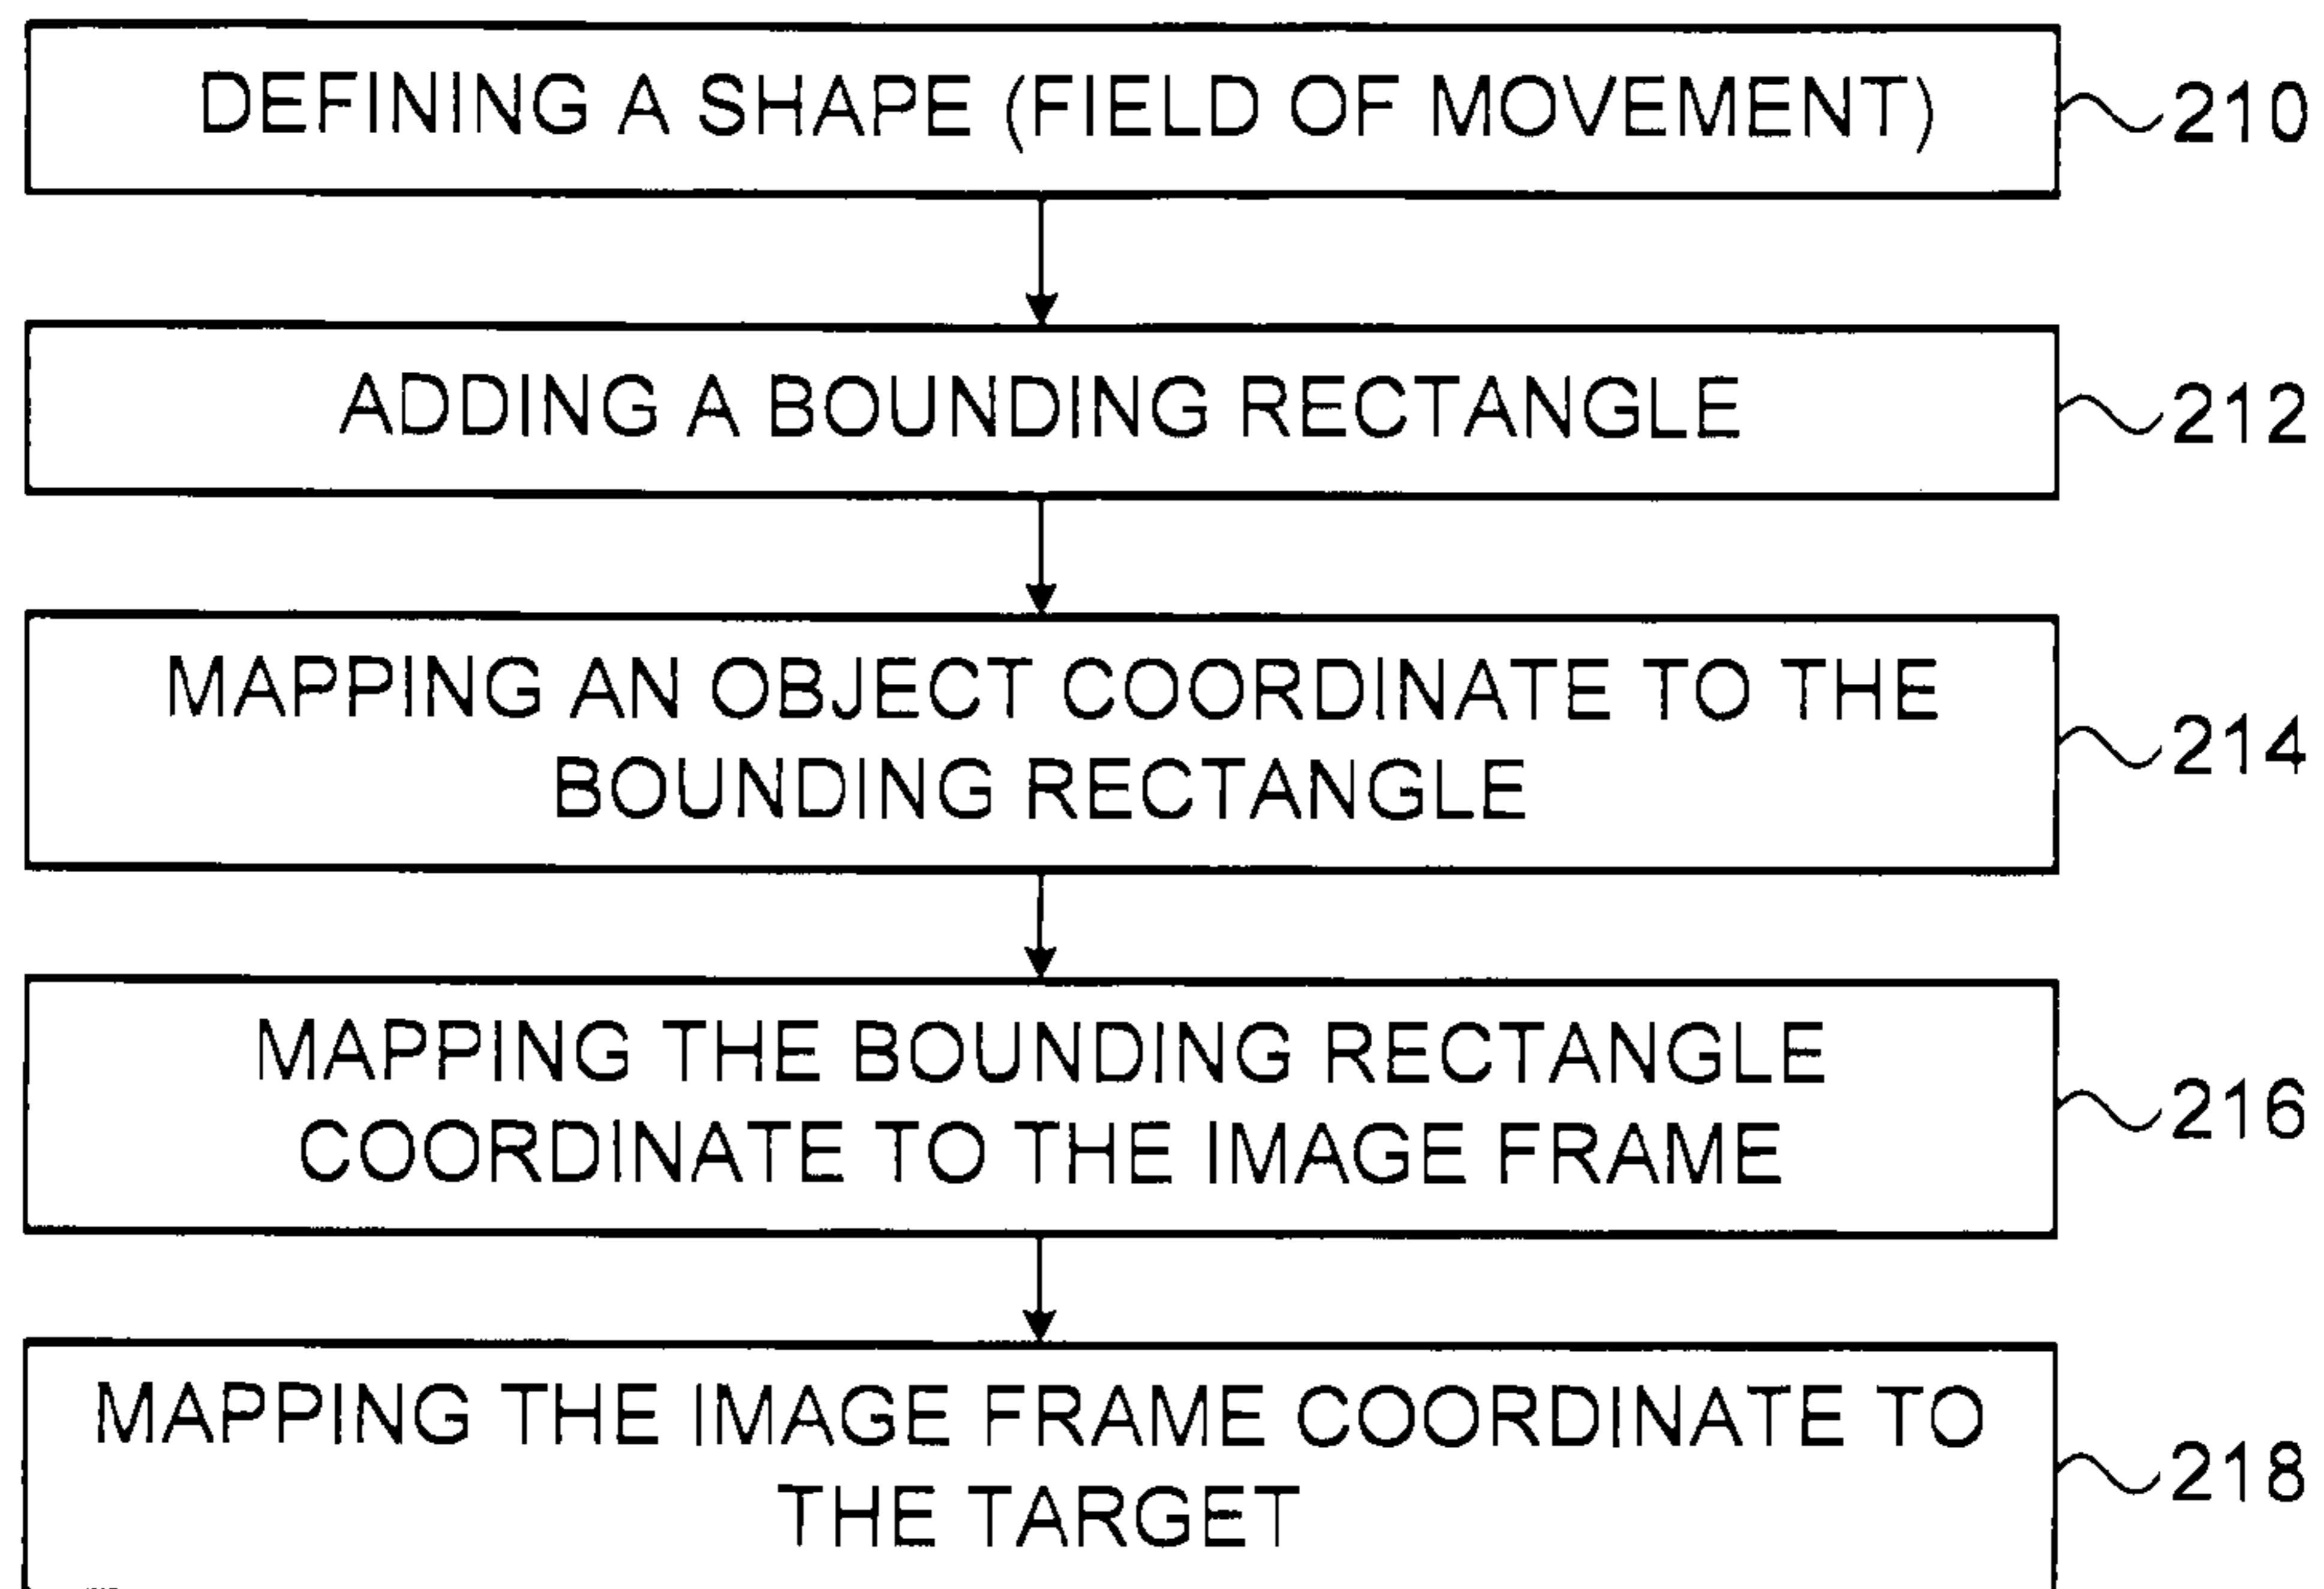 DEFINING A SHAPE (FIELD OF MOVEMENT)
210
ADDING A BOUNDING RECTANGLE
212
MAPPING AN OBJECT COORDINATE TO THE
BOUNDING RECTANGLE
214
MAPPING THE BOUNDING RECTANGLE
COORDINATE TO THE IMAGE FRAME
216
MAPPING THE IMAGE FRAME COORDINATE TO
THE TARGET
218